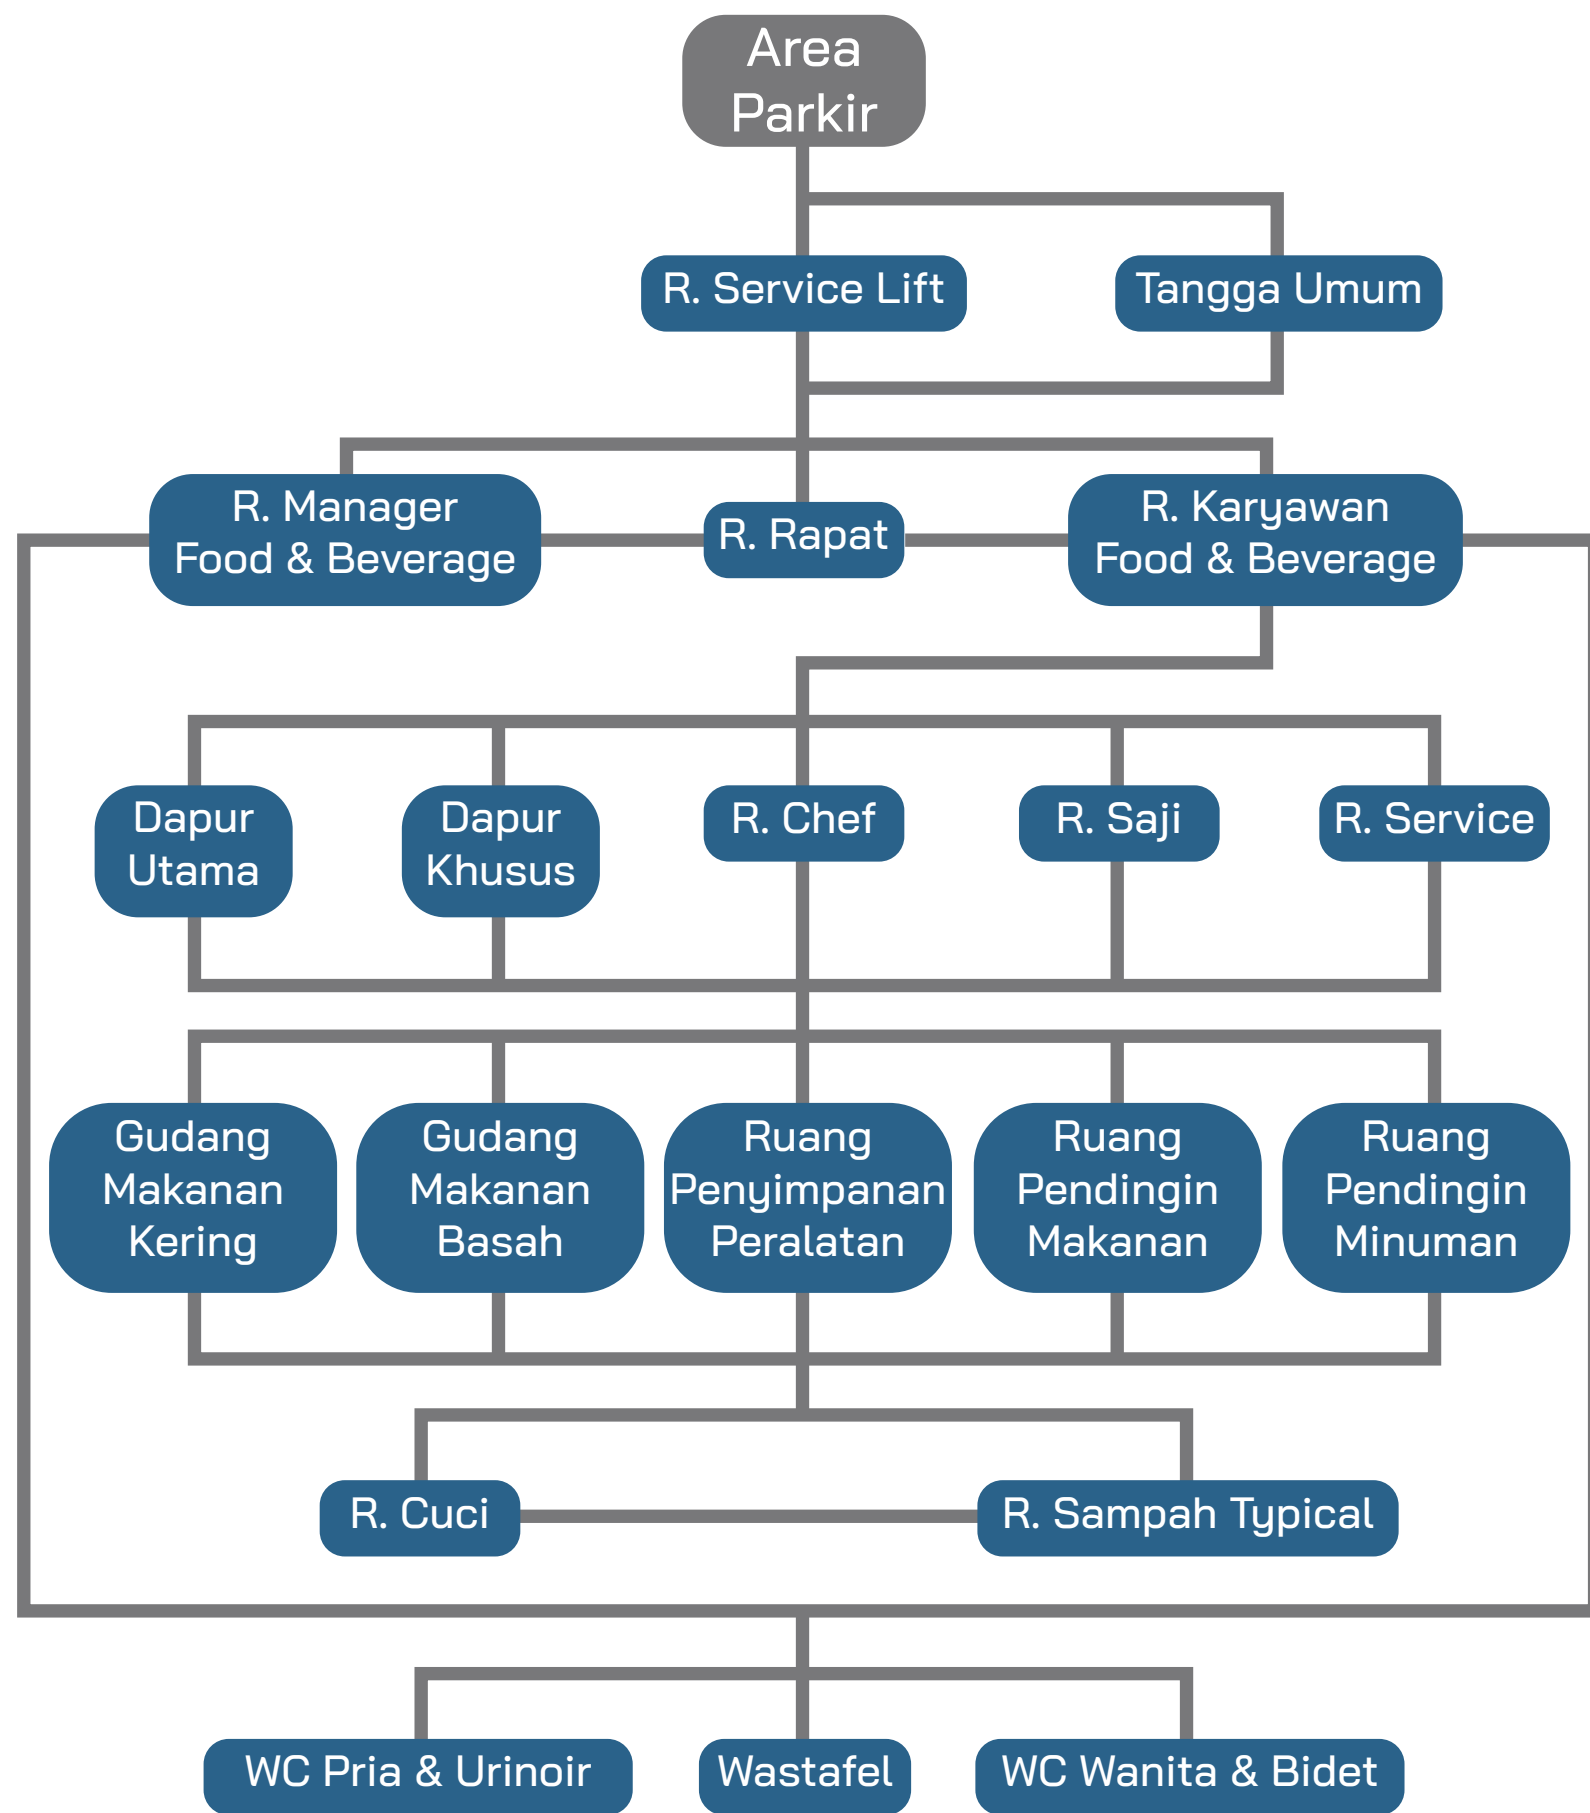 Area
Parkir
R. Service Lift
Tangga Umum
R. Manager
Food & Beverage
R. Rapat
R. Karyawan
Food & Beverage
Dapur
Utama
Dapur
Khusus
R. Chef
R. Saji
R. Service
Gudang
Makanan
Kering
Gudang
Makanan
Basah
Ruang
Penyimpanan
Peralatan
Ruang
Pendingin
Makanan
Ruang
Pendingin
Minuman
R. Cuci
R. Sampah Typical
WC Pria & Urinoir
Wastafel
WC Wanita & Bidet